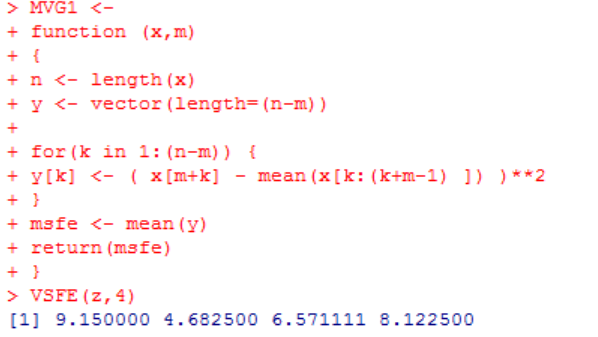 > MVG1 <-
+ function (x,m)
+ {
+ n <- length(x)
+ y <- vector(length=(n-m))
+
+ for(k in 1:(n-m)) {
+ y[k] <- ( x[m+k] - mean(x[k:(k+m-1) ]) )**2
+ }
+ msfe <- mean(y)
+ return(msfe)
+ }
> VSFE(z,4)
[1] 9.150000 4.682500 6.571111 8.122500